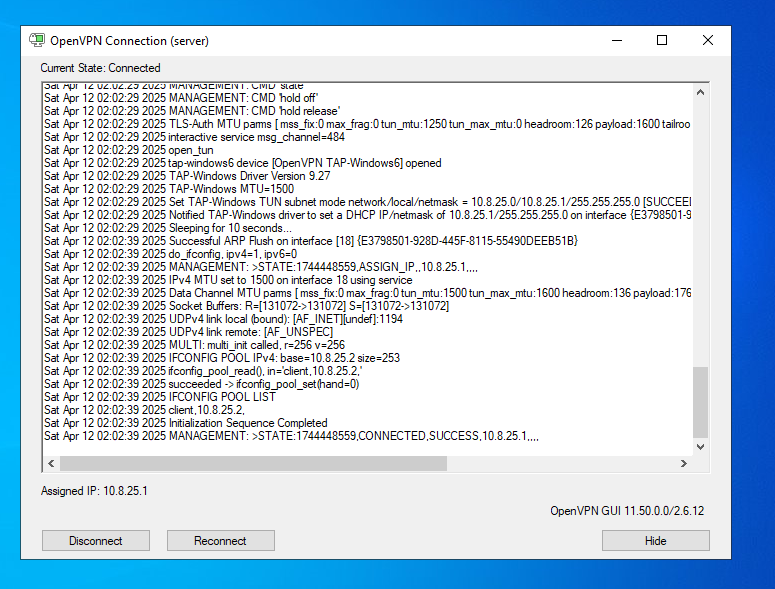 OpenVPN Connection (server)
Current State: Connected
Sat Apr 12 02:02:29 2025 MANAGEMENT: CMD 'state'
Sat Apr 12 02:02:29 2025 MANAGEMENT: CMD 'hold off'
Sat Apr 12 02:02:29 2025 MANAGEMENT: CMD 'hold release'
Sat Apr 12 02:02:29 2025 TLS-Auth MTU parms [ mss_fix:0 max_frag:0 tun_mtu:1250 tun_max_mtu:0 headroom:126 payload:1600 tailroo
Sat Apr 12 02:02:29 2025 interactive service msg_channel=484
Sat Apr 12 02:02:29 2025 open_tun
Sat Apr 12 02:02:29 2025 tap-windows6 device [OpenVPN TAP-Windows6] opened
Sat Apr 12 02:02:29 2025 TAP-Windows Driver Version 9.27
Sat Apr 12 02:02:29 2025 TAP-Windows MTU=1500
Sat Apr 12 02:02:29 2025 Set TAP-Windows TUN subnet mode network/local/netmask = 10.8.25.0/10.8.25.1/255.255.255.0 [SUCCEE
Sat Apr 12 02:02:29 2025 Notified TAP-Windows driver to set a DHCP IP/netmask of 10.8.25.1/255.255.255.0 on interface {E3798501-9
Sat Apr 12 02:02:29 2025 Sleeping for 10 seconds...
Sat Apr 12 02:02:39 2025 Successful ARP Flush on interface [18] {E3798501-928D-445F-8115-55490DEEB51B}
Sat Apr 12 02:02:39 2025 do_ifconfig, ipv4=1, ipv6=0
Sat Apr 12 02:02:39 2025 MANAGEMENT: >STATE:1744448559,ASSIGN_IP,,10.8.25.1,,,,
Sat Apr 12 02:02:39 2025 IPv4 MTU set to 1500 on interface 18 using service
Sat Apr 12 02:02:39 2025 Data Channel MTU parms [ mss_fix:0 max_frag:0 tun_mtu:1500 tun_max_mtu:1600 headroom:136 payload:176
Sat Apr 12 02:02:39 2025 Socket Buffers: R=[131072->131072] S=[131072->131072]
Sat Apr 12 02:02:39 2025 UDPv4 link local (bound): [AF_INET][undef]:1194
Sat Apr 12 02:02:39 2025 UDPv4 link remote: [AF_UNSPEC]
Sat Apr 12 02:02:39 2025 MULTI: multi_init called, r=256 v=256
Sat Apr 12 02:02:39 2025 IFCONFIG POOL IPv4: base=10.8.25.2 size=253
Sat Apr 12 02:02:39 2025 ifconfig_pool_read(), in='client,10.8.25.2,'
Sat Apr 12 02:02:39 2025 succeeded -> ifconfig_pool_set(hand=0)
Sat Apr 12 02:02:39 2025 IFCONFIG POOL LIST
Sat Apr 12 02:02:39 2025 client,10.8.25.2,
Sat Apr 12 02:02:39 2025 Initialization Sequence Completed
Sat Apr 12 02:02:39 2025 MANAGEMENT: >STATE:1744448559,CONNECTED,SUCCESS,10.8.25.1,,,,
Assigned IP: 10.8.25.1
OpenVPN GUI 11.50.0.0/2.6.12
Disconnect
Reconnect
Hide